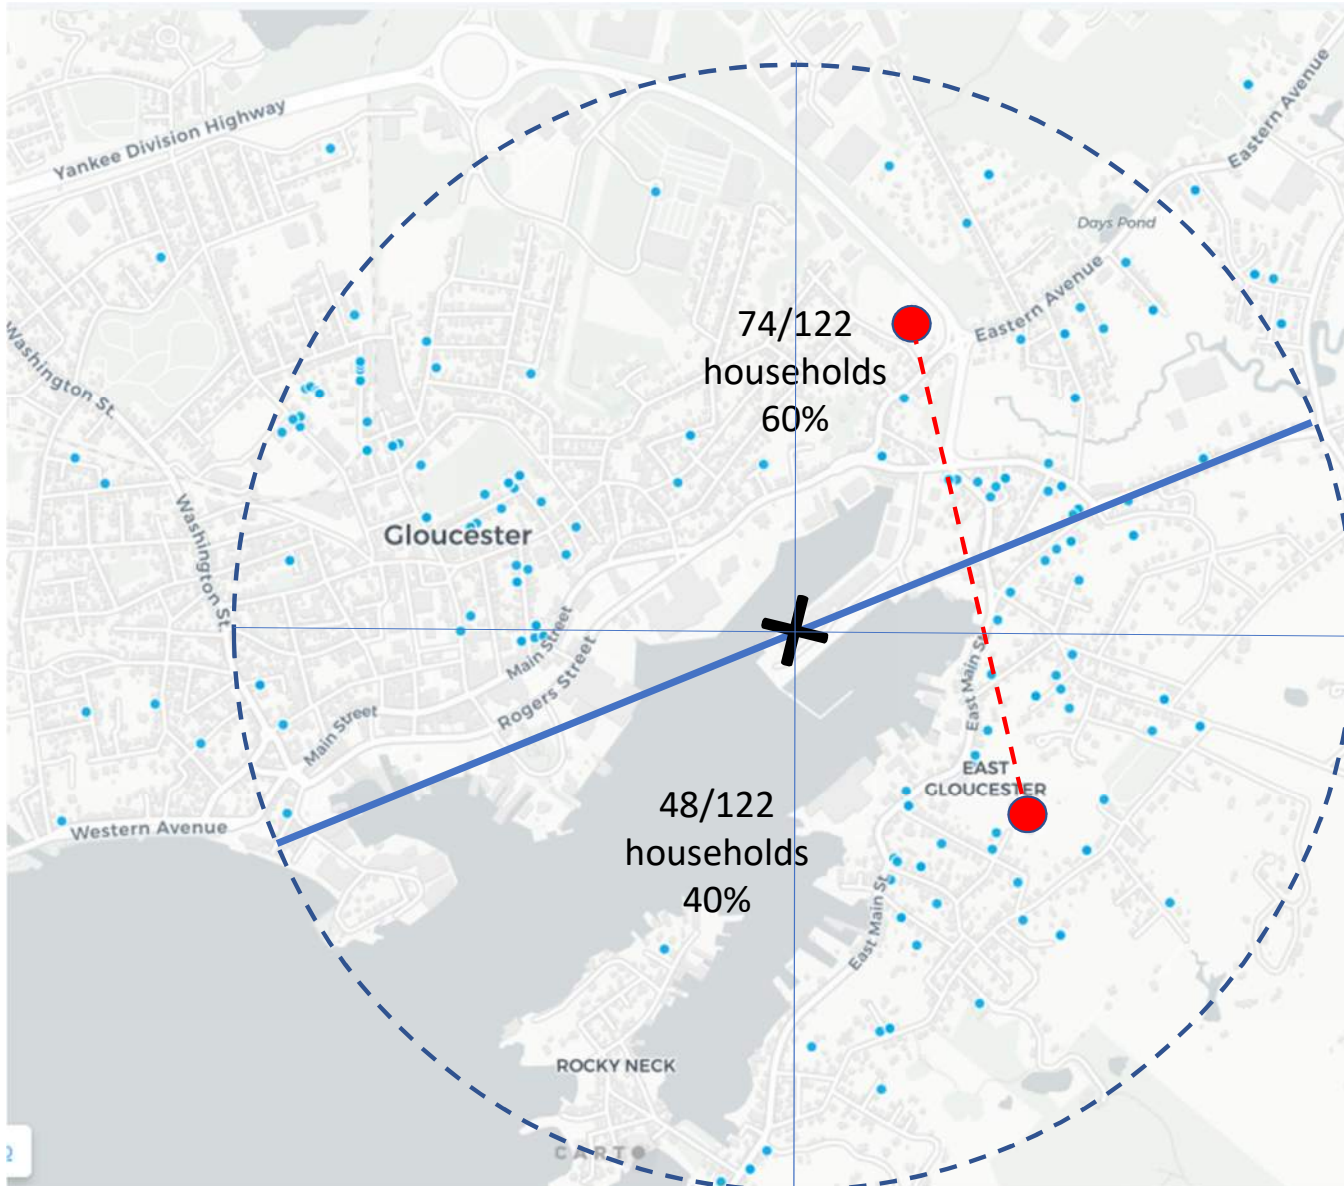 Yankee Division Highway
Eastern Avenue
Days Pond
Eastern Avenue
Washington St.
74/122
households
60%
Washington St.
Gloucester
Main Street
Rogers Street
Main Street
East Main St
EAST
GLOUCESTER
48/122
households
40%
Western Avenue
East Main St.
ROCKY NECK
CART